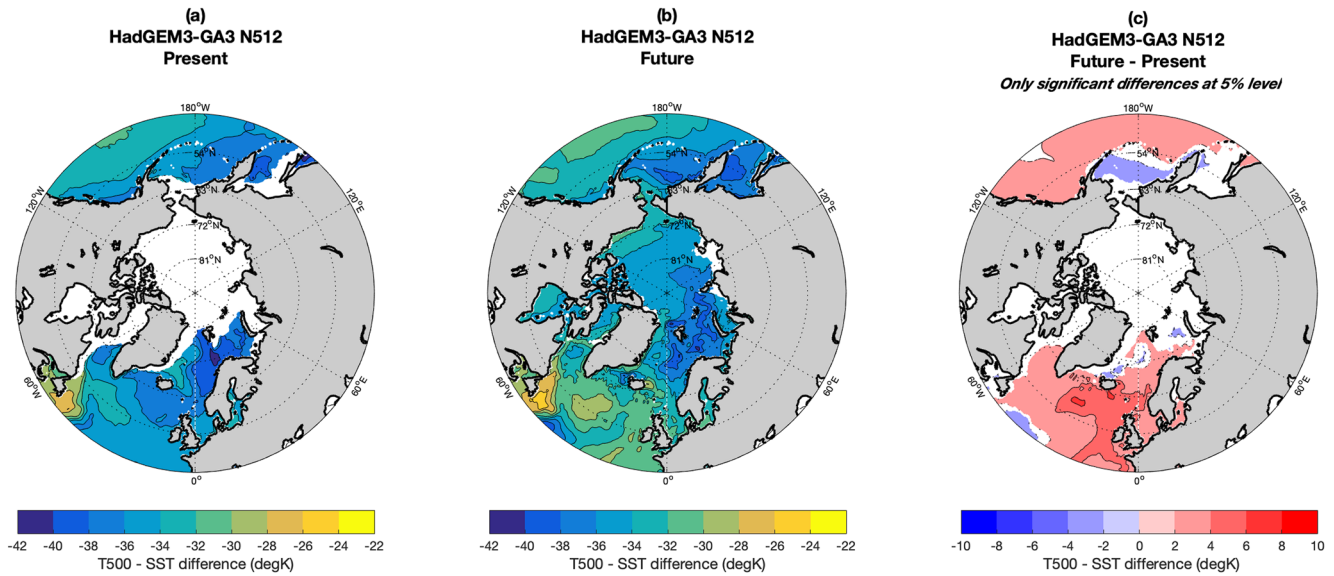 (a)
HadGEM3-GA3 N512
Present
180°W
54°N
63°N
72°N
81°N
120°W
120°E
60°W
60°E
0°
-42 -40 -38 -36 -34 -32 -30 -28 -26 -24 -22
T500 - SST difference (degK)
(b)
HadGEM3-GA3 N512
Future
180°W
54°N
63°N
72°N
81°N
120°W
120°E
60°W
60°E
0°
-42 -40 -38 -36 -34 -32 -30 -28 -26 -24 -22
T500 - SST difference (degK)
(c)
HadGEM3-GA3 N512
Future - Present
Only significant differences at 5% level
180°W
54°N
63°N
72°N
81°N
120°W
120°E
60°W
60°E
0°
-10 -8 -6 -4 -2 0 2 4 6 8 10
T500 - SST difference (degK)